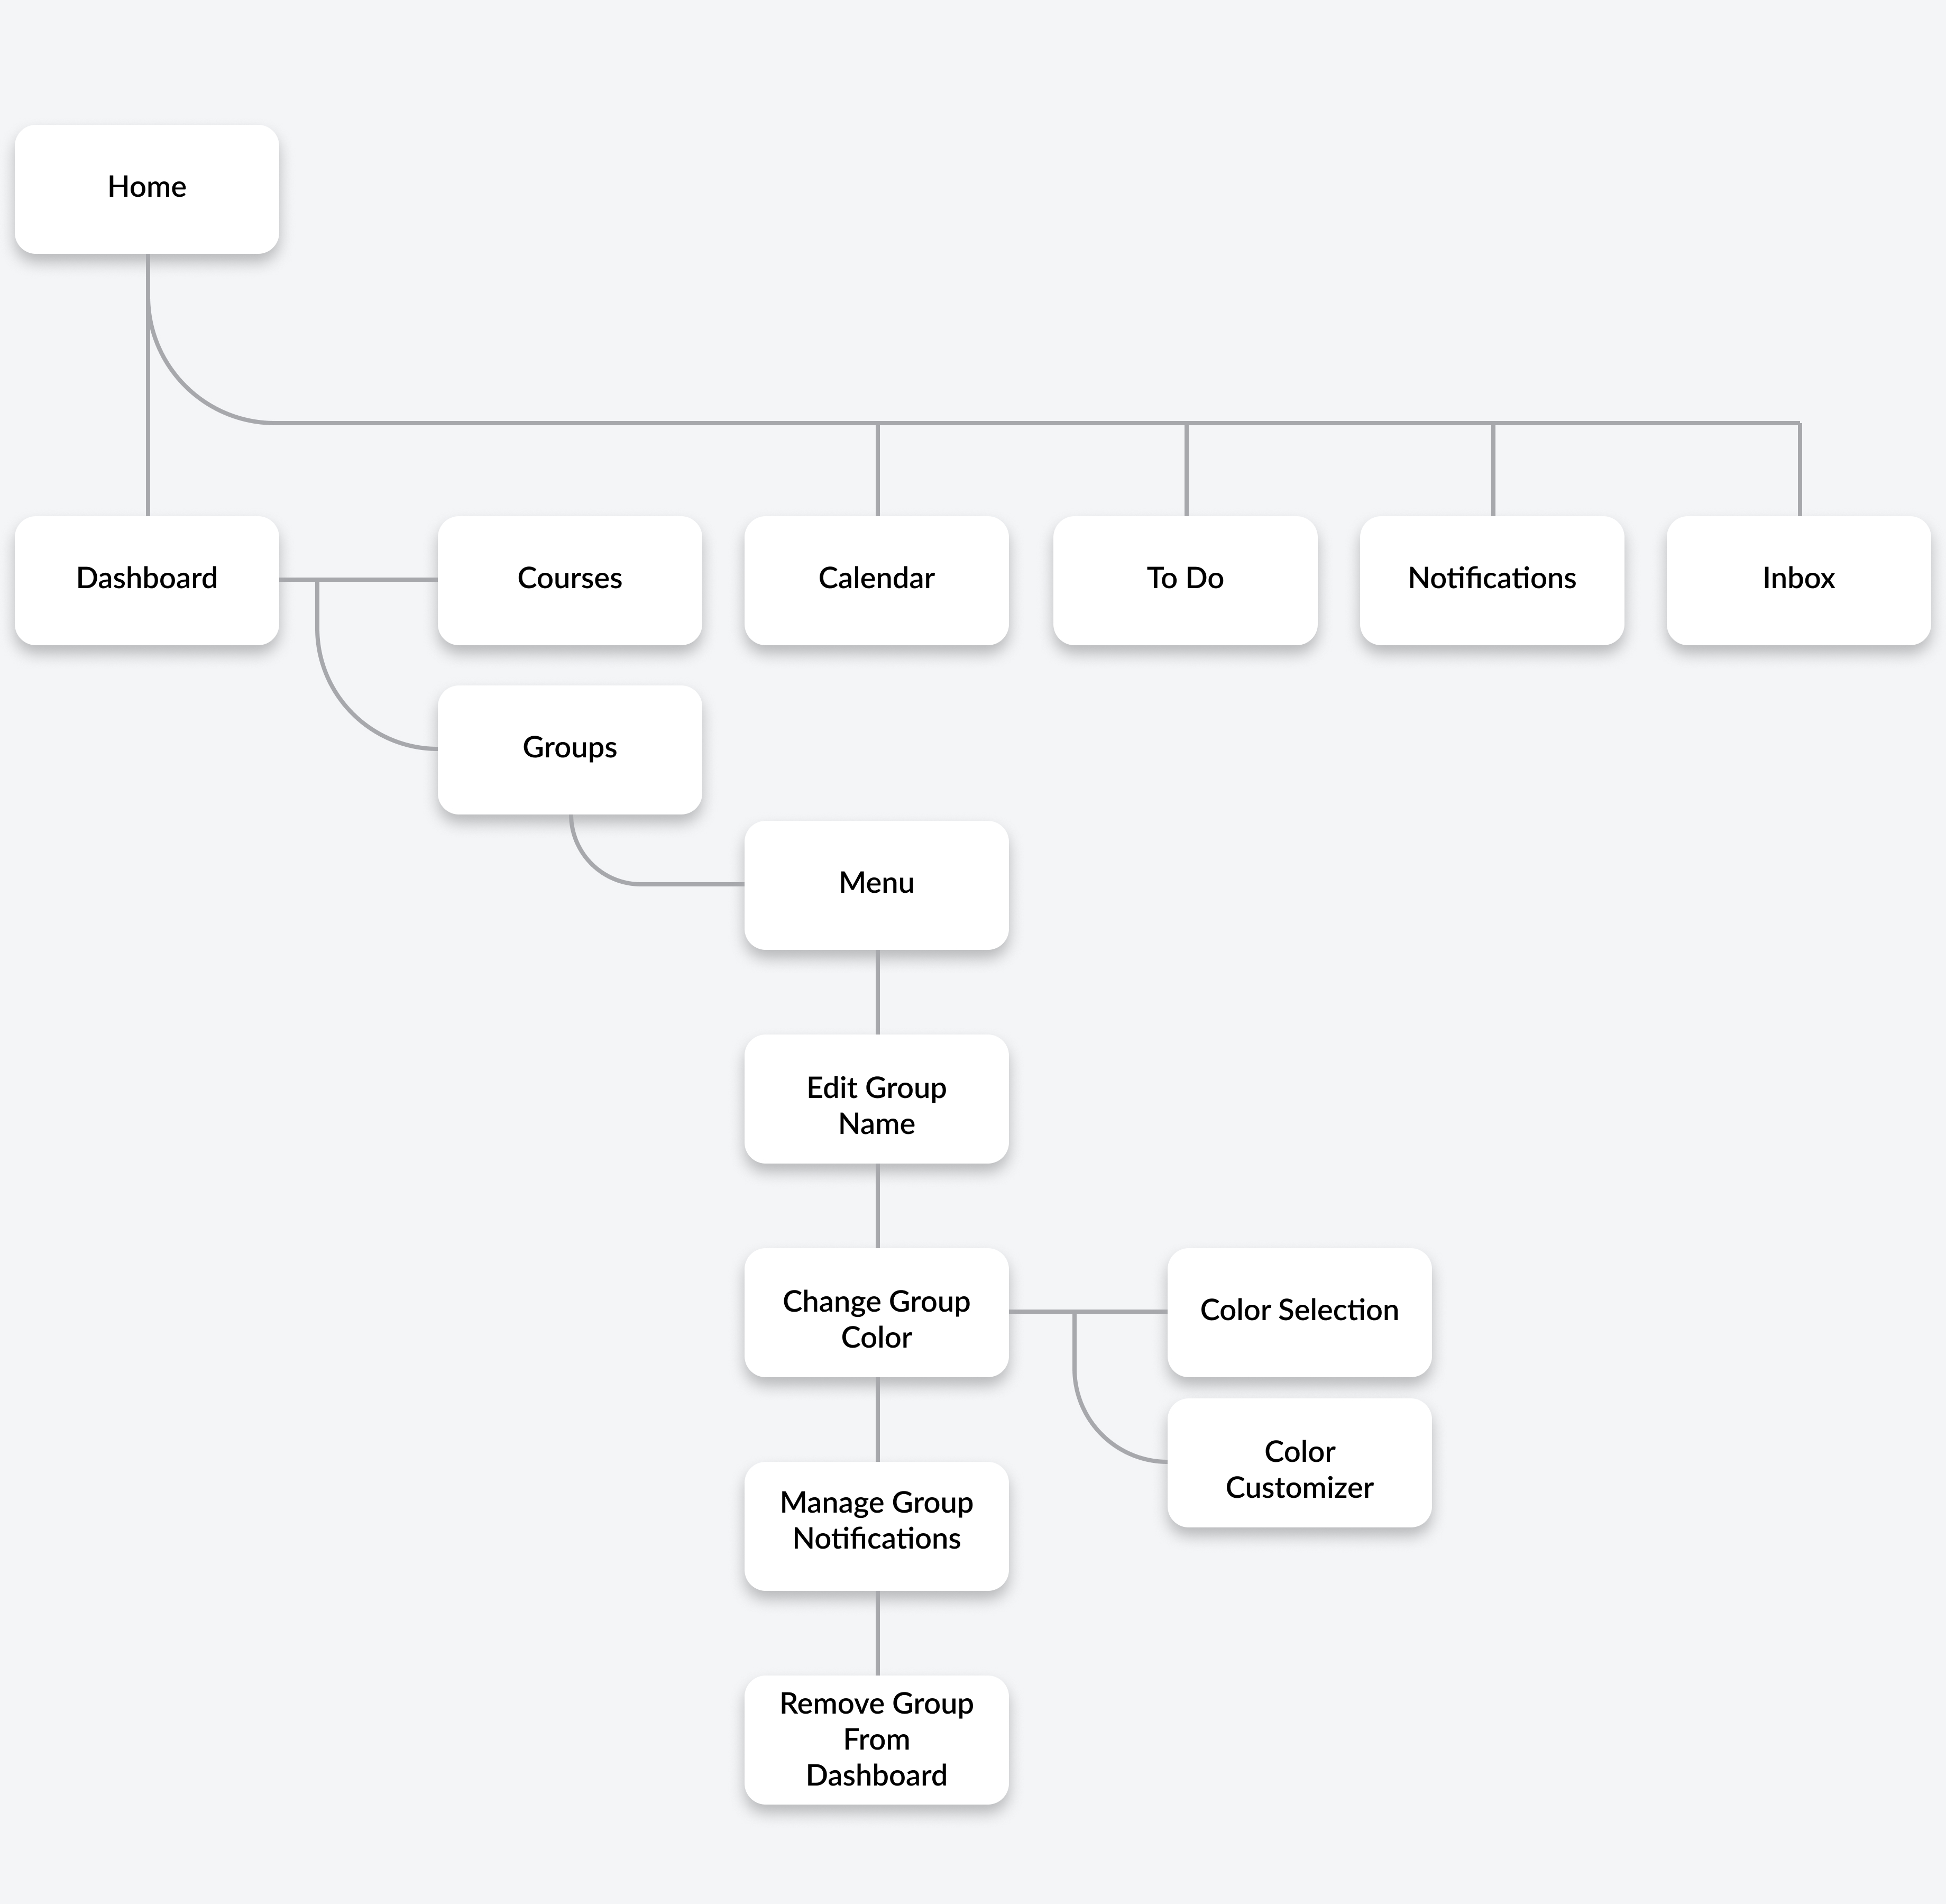 Home
Dashboard
Courses
Calendar
To Do
Notifications
Inbox
Groups
Menu
Edit Group
Name
Change Group
Color
Color Selection
Color
Customizer
Manage Group
Notifications
Remove Group
From
Dashboard